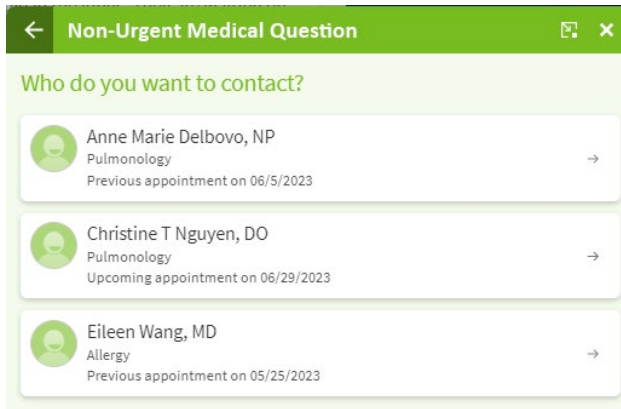 Non-Urgent Medical Question
Who do you want to contact?
Anne Marie Delbovo, NP
Pulmonology
Previous appointment on 06/5/2023
Christine T Nguyen, DO
Pulmonology
Upcoming appointment on 06/29/2023
Eileen Wang, MD
Allergy
Previous appointment on 05/25/2023